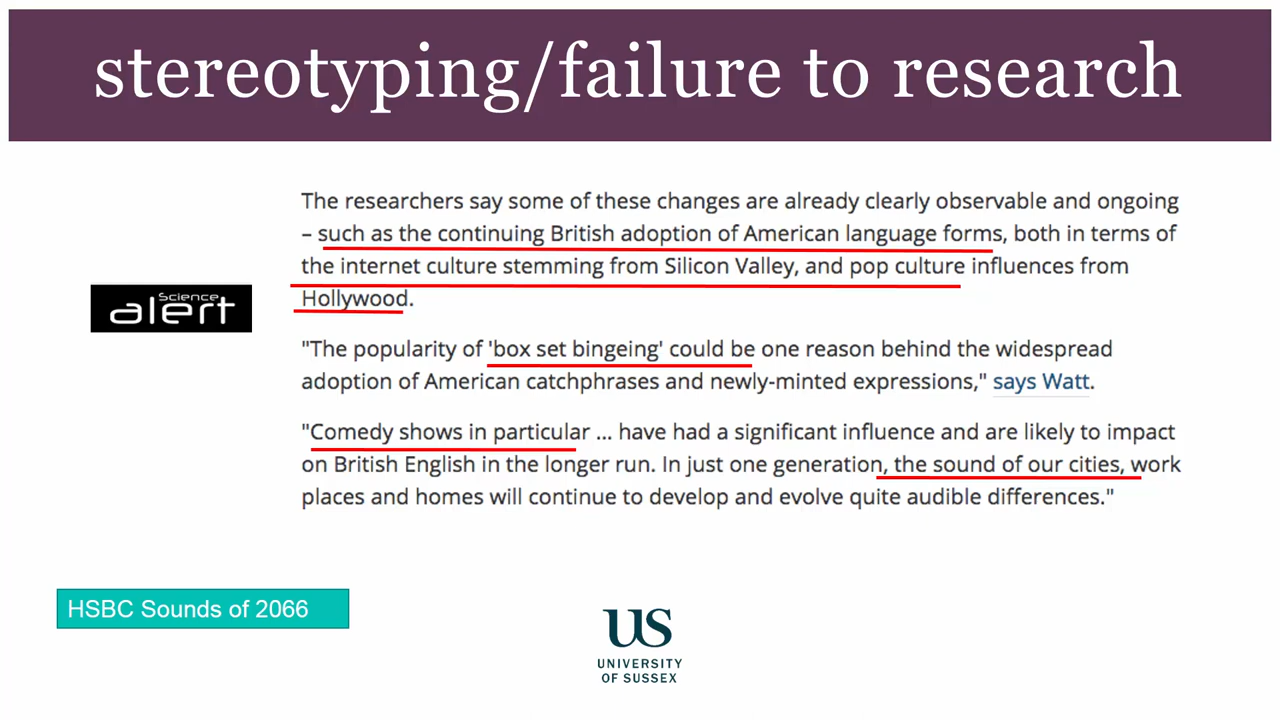 stereotyping/failure to research
The researchers say some of these changes are already clearly observable and ongoing
– such as the continuing British adoption of American language forms, both in terms of
the internet culture stemming from Silicon Valley, and pop culture influences from
Hollywood.
Science
alert
"The popularity of 'box set bingeing' could be one reason behind the widespread
adoption of American catchphrases and newly-minted expressions," says Watt.
"Comedy shows in particular ... have had a significant influence and are likely to impact
on British English in the longer run. In just one generation, the sound of our cities, work
places and homes will continue to develop and evolve quite audible differences."
HSBC Sounds of 2066
US
UNIVERSITY
OF SUSSEX